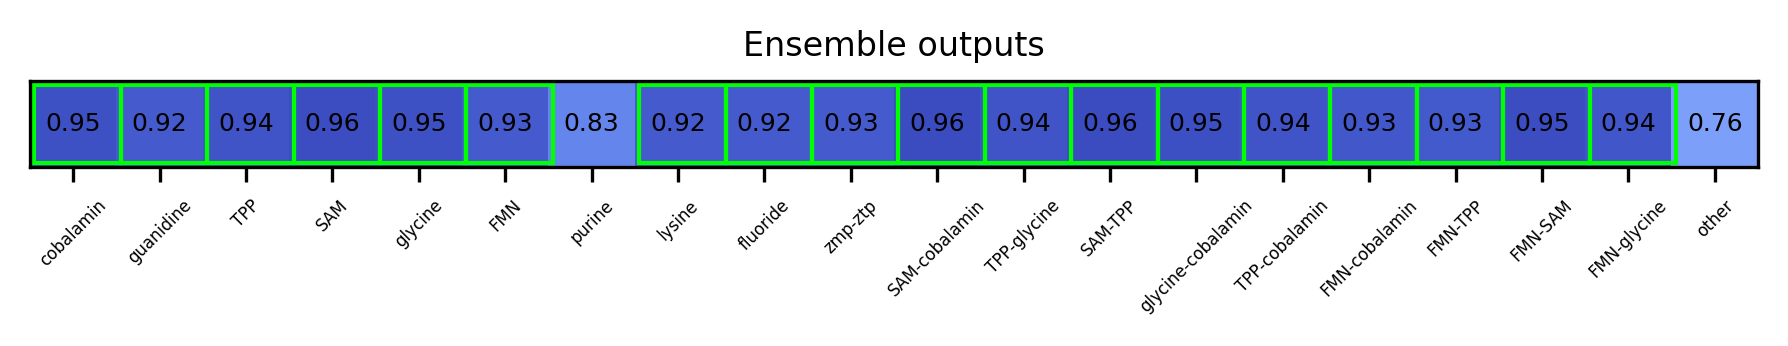 Ensemble outputs
0.95 0.92 0.94 0.96 0.95 0.93 0.83 0.92 0.92 0.93 0.96 0.94 0.96 0.95 0.94 0.93 0.93 0.95 0.94 0.76
cobalamin guanidine TPP SAM glycine FMN purine lysine fluoride zmp-ztp SAM-cobalamin TPP-glycine SAM-TPP glycine-cobalamin TPP-cobalamin FMN-cobalamin FMN-TPP FMN-SAM FMN-glycine other